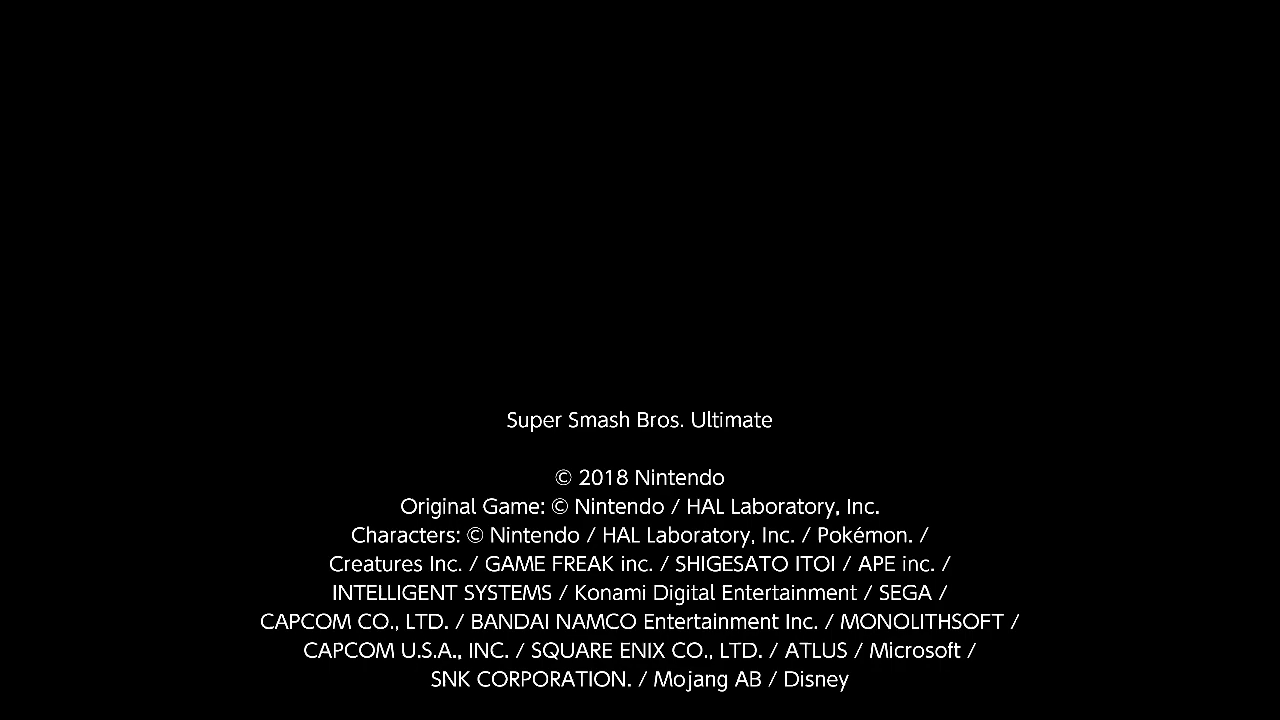 Super Smash Bros. Ultimate
© 2018 Nintendo
Original Game: © Nintendo / HAL Laboratory, Inc.
Characters: © Nintendo / HAL Laboratory, Inc. / Pokémon. /
Creatures Inc. / GAME FREAK inc. / SHIGESATO ITOI / APE inc. /
INTELLIGENT SYSTEMS / Konami Digital Entertainment / SEGA /
CAPCOM CO., LTD. / BANDAI NAMCO Entertainment Inc. / MONOLITHSOFT /
CAPCOM U.S.A., INC. / SQUARE ENIX CO., LTD. / ATLUS / Microsoft /
SNK CORPORATION. / Mojang AB / Disney